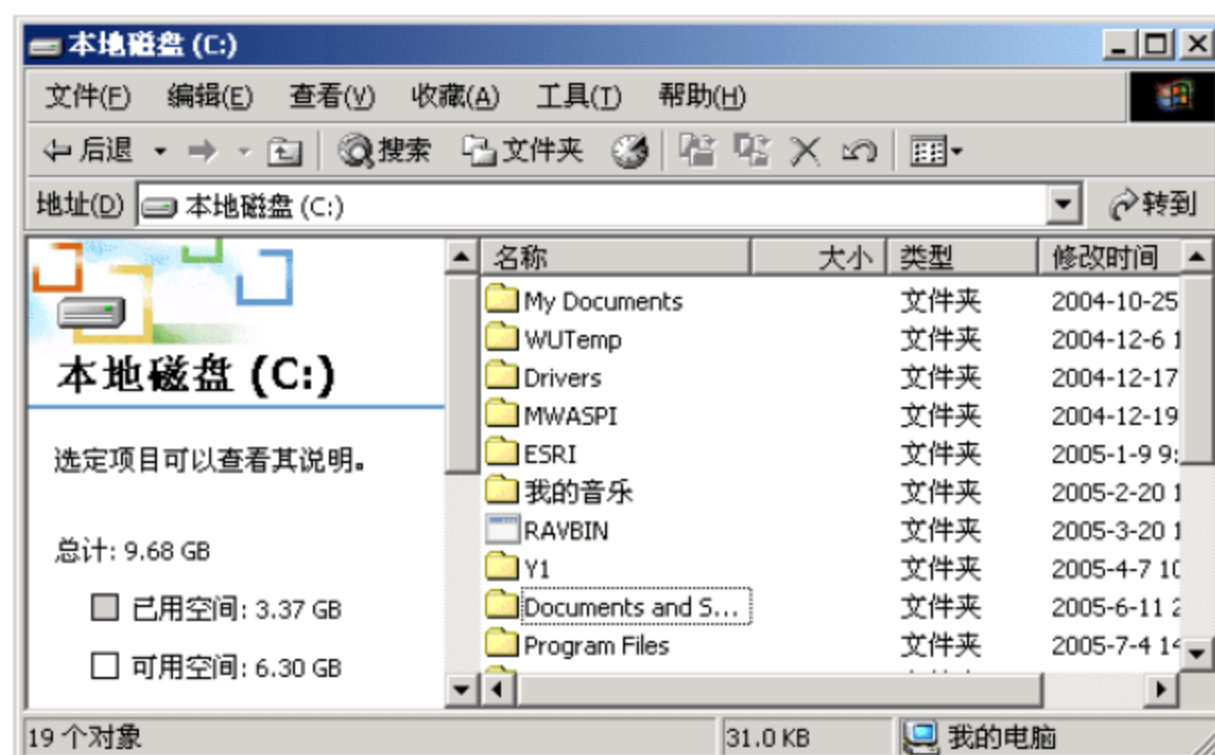 本地磁盘 (C:)
文件(F) 编辑(E) 查看(V) 收藏(A) 工具(T) 帮助(H)
后退 搜索 文件夹
地址(D) 本地磁盘 (C:) 转到
本地磁盘 (C:)
选定项目可以查看其说明。
总计: 9.68 GB
已用空间: 3.37 GB
可用空间: 6.30 GB
名称 大小 类型 修改时间
My Documents 文件夹 2004-10-25
WUTemp 文件夹 2004-12-6 1
Drivers 文件夹 2004-12-17
MWASPI 文件夹 2004-12-19
ESRI 文件夹 2005-1-9 9:
我的音乐 文件夹 2005-2-20 1
RAVBIN 文件夹 2005-3-20 1
Y1 文件夹 2005-4-7 10
Documents and S... 文件夹 2005-6-11 2
Program Files 文件夹 2005-7-4 14
19 个对象 31.0 KB 我的电脑